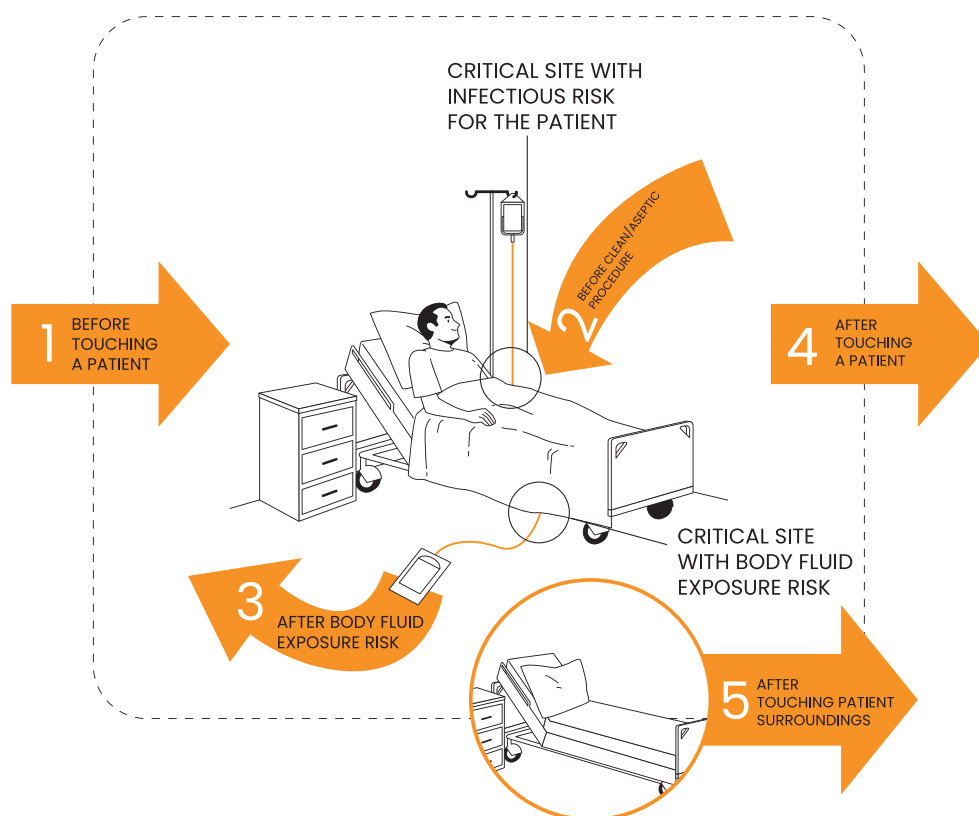 CRITICAL SITE WITH
INFECTIOUS RISK
FOR THE PATIENT
1
BEFORE
TOUCHING
A PATIENT
2
BEFORE CLEAN/ASEPTIC
PROCEDURE
4
AFTER
TOUCHING
A PATIENT
CRITICAL SITE
WITH BODY FLUID
EXPOSURE RISK
3
AFTER BODY FLUID
EXPOSURE RISK
5
AFTER
TOUCHING PATIENT
SURROUNDINGS